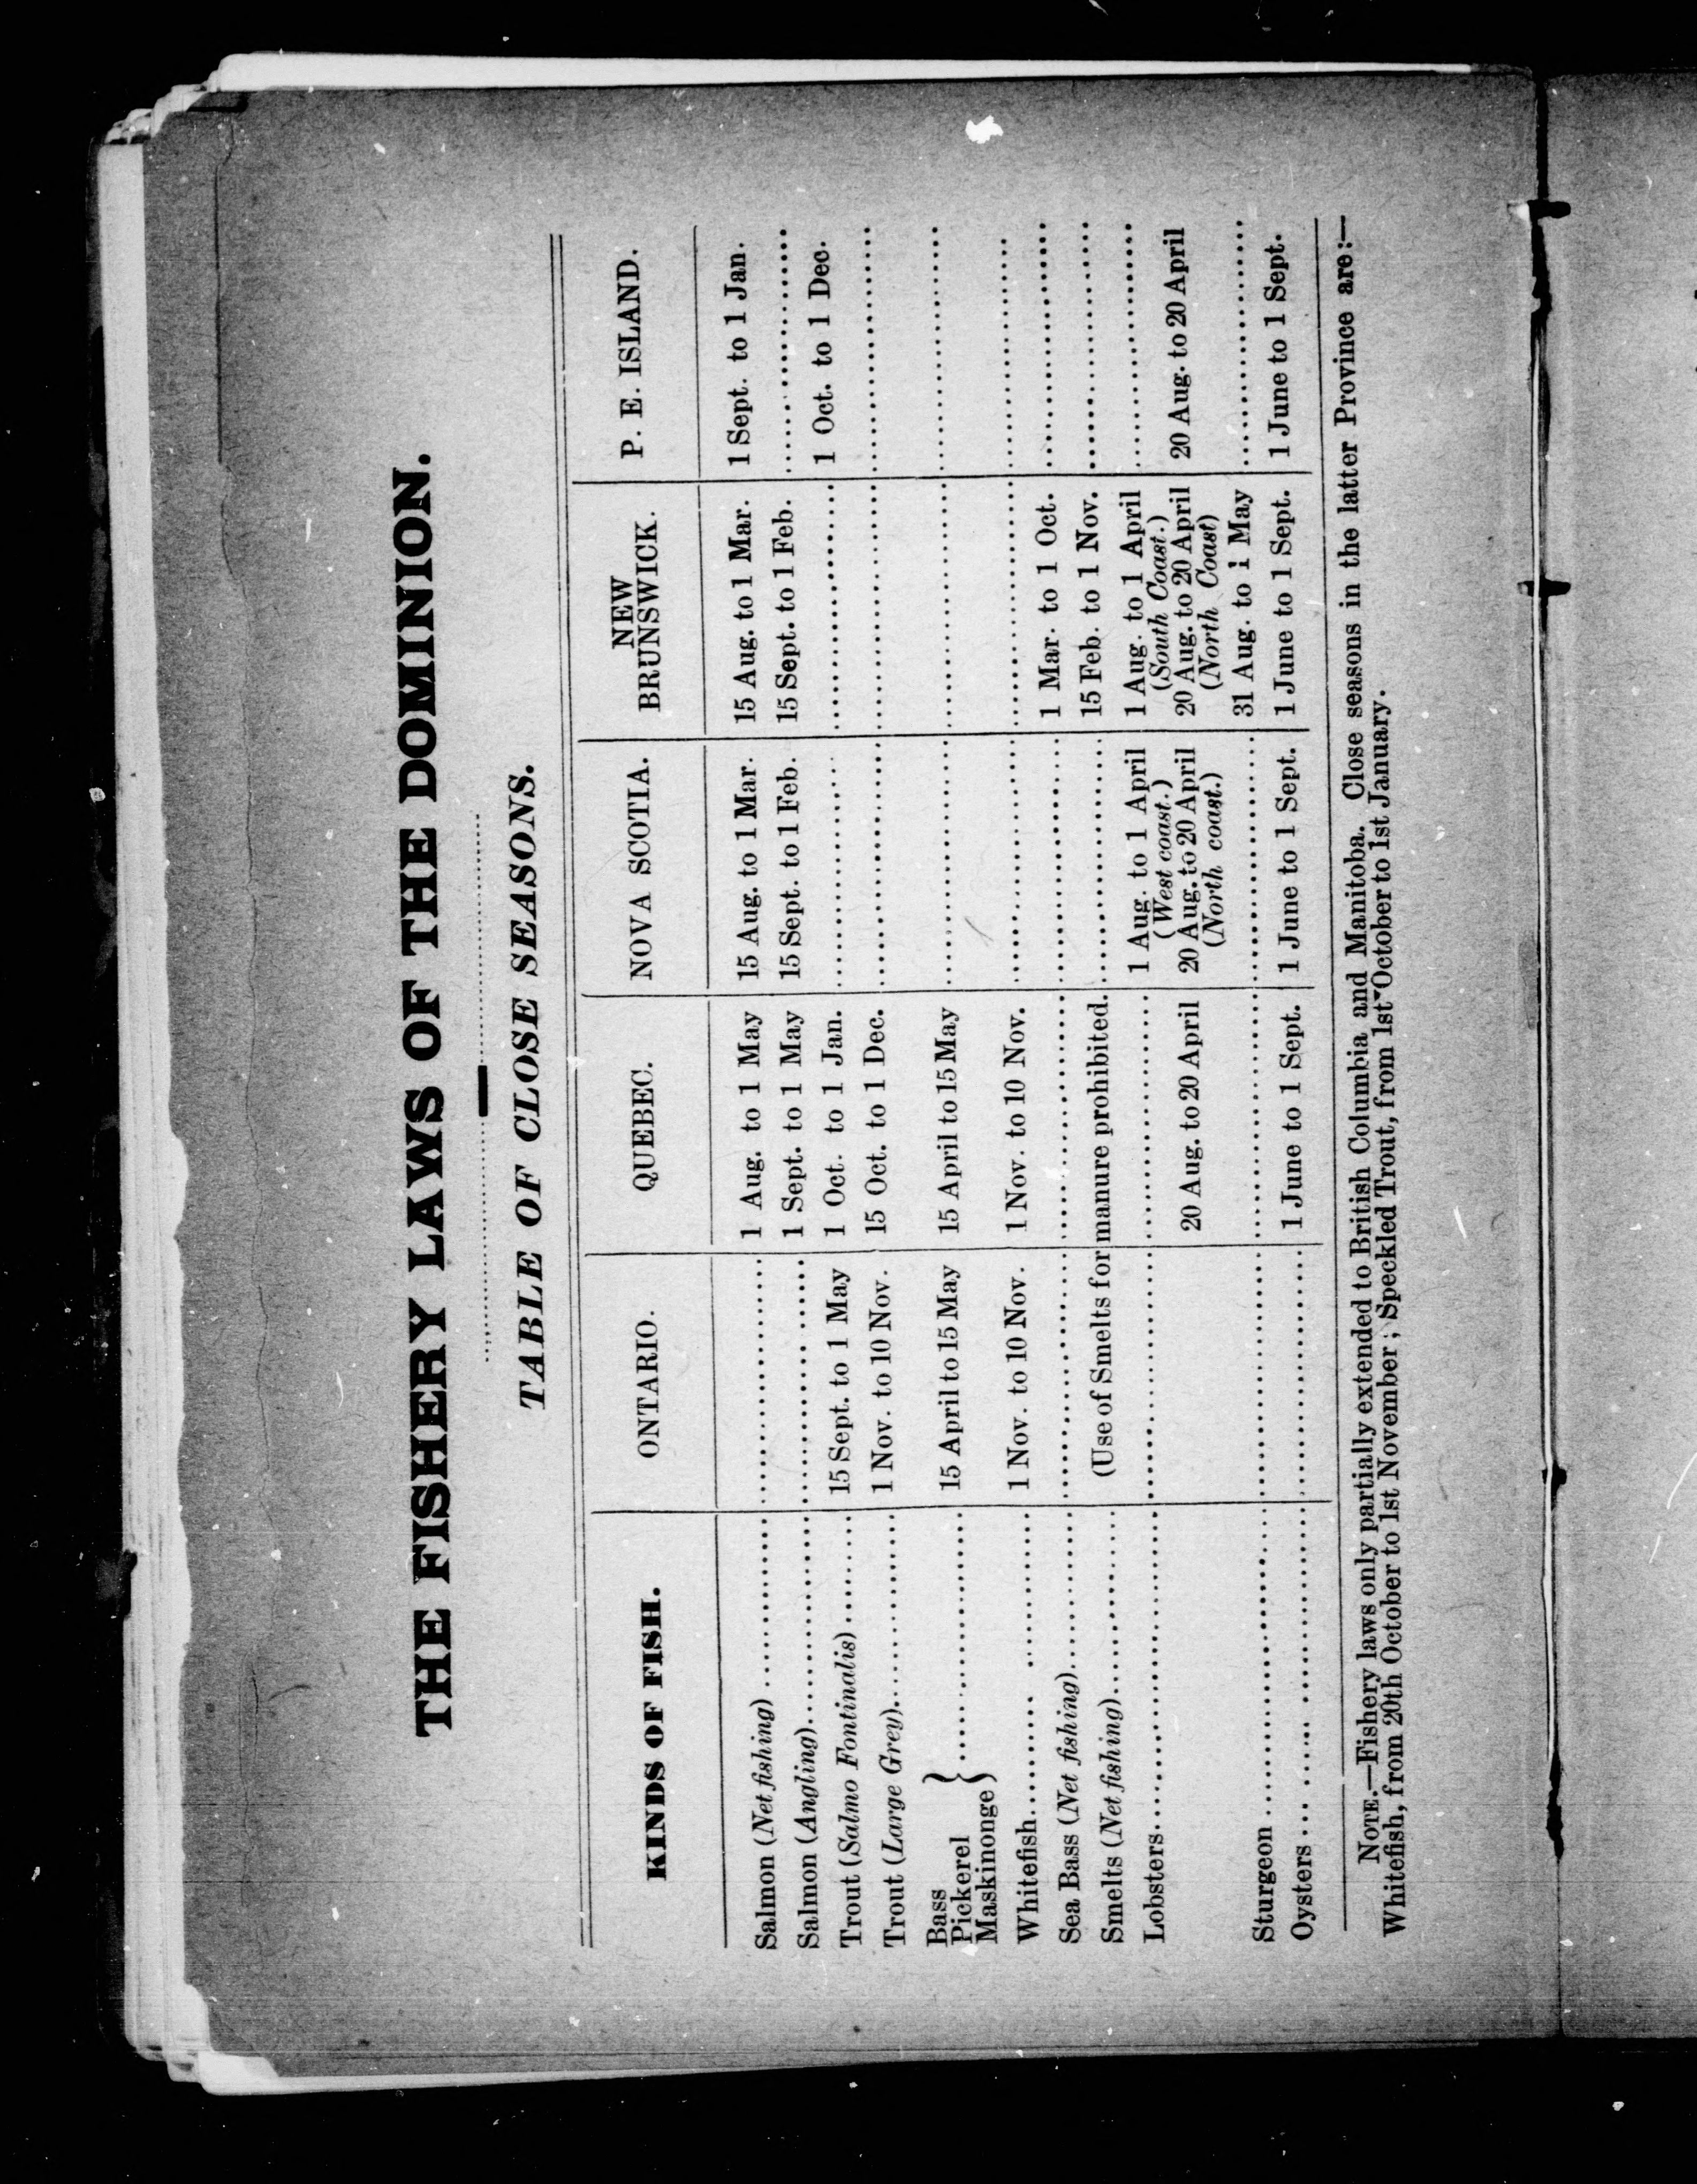 THE FISHERY LAWS OF THE DOMINION.
TABLE OF CLOSE SEASONS.
KINDS OF FISH. ONTARIO. QUEBEC. NOVA SCOTIA. NEW BRUNSWICK. P. E. ISLAND.
Salmon (Net fishing) .................. .................. 1 Aug. to 1 May 15 Aug. to 1 Mar. 15 Aug. to 1 Mar. 1 Sept. to 1 Jan.
Salmon (Angling).................. .................. 1 Sept. to 1 May 15 Sept. to 1 Feb. 15 Sept. to 1 Feb. ..................
Trout (Salmo Fontinalis) ......... 15 Sept. to 1 May 1 Oct. to 1 Jan. .................. .................. 1 Oct. to 1 Dec.
Trout (Large Grey).................. 1 Nov. to 10 Nov. 15 Oct. to 1 Dec. .................. .................. ..................
Bass
Pickerel } .................. 15 April to 15 May 15 April to 15 May .................. .................. ..................
Maskinonge
Whitefish.................. 1 Nov. to 10 Nov. 1 Nov. to 10 Nov. .................. .................. ..................
Sea Bass (Net fishing).................. .................. .................. .................. 1 Mar. to 1 Oct. ..................
Smelts (Net fishing).................. (Use of Smelts for manure prohibited. .................. 15 Feb. to 1 Nov. ..................
Lobsters.................. .................. .................. 1 Aug. to 1 April 1 Aug. to 1 April ..................
(West coast.) (South Coast.)
20 Aug. to 20 April 20 Aug. to 20 April 20 Aug. to 20 April 20 Aug. to 20 April
(North coast.) (North Coast)
Sturgeon .................. .................. .................. .................. 31 Aug. to 1 May ..................
Oysters.................. .................. 1 June to 1 Sept. 1 June to 1 Sept. 1 June to 1 Sept. 1 June to 1 Sept.
NOTE.—Fishery laws only partially extended to British Columbia and Manitoba. Close seasons in the latter Province are:—
Whitefish, from 20th October to 1st November; Speckled Trout, from 1st October to 1st January.